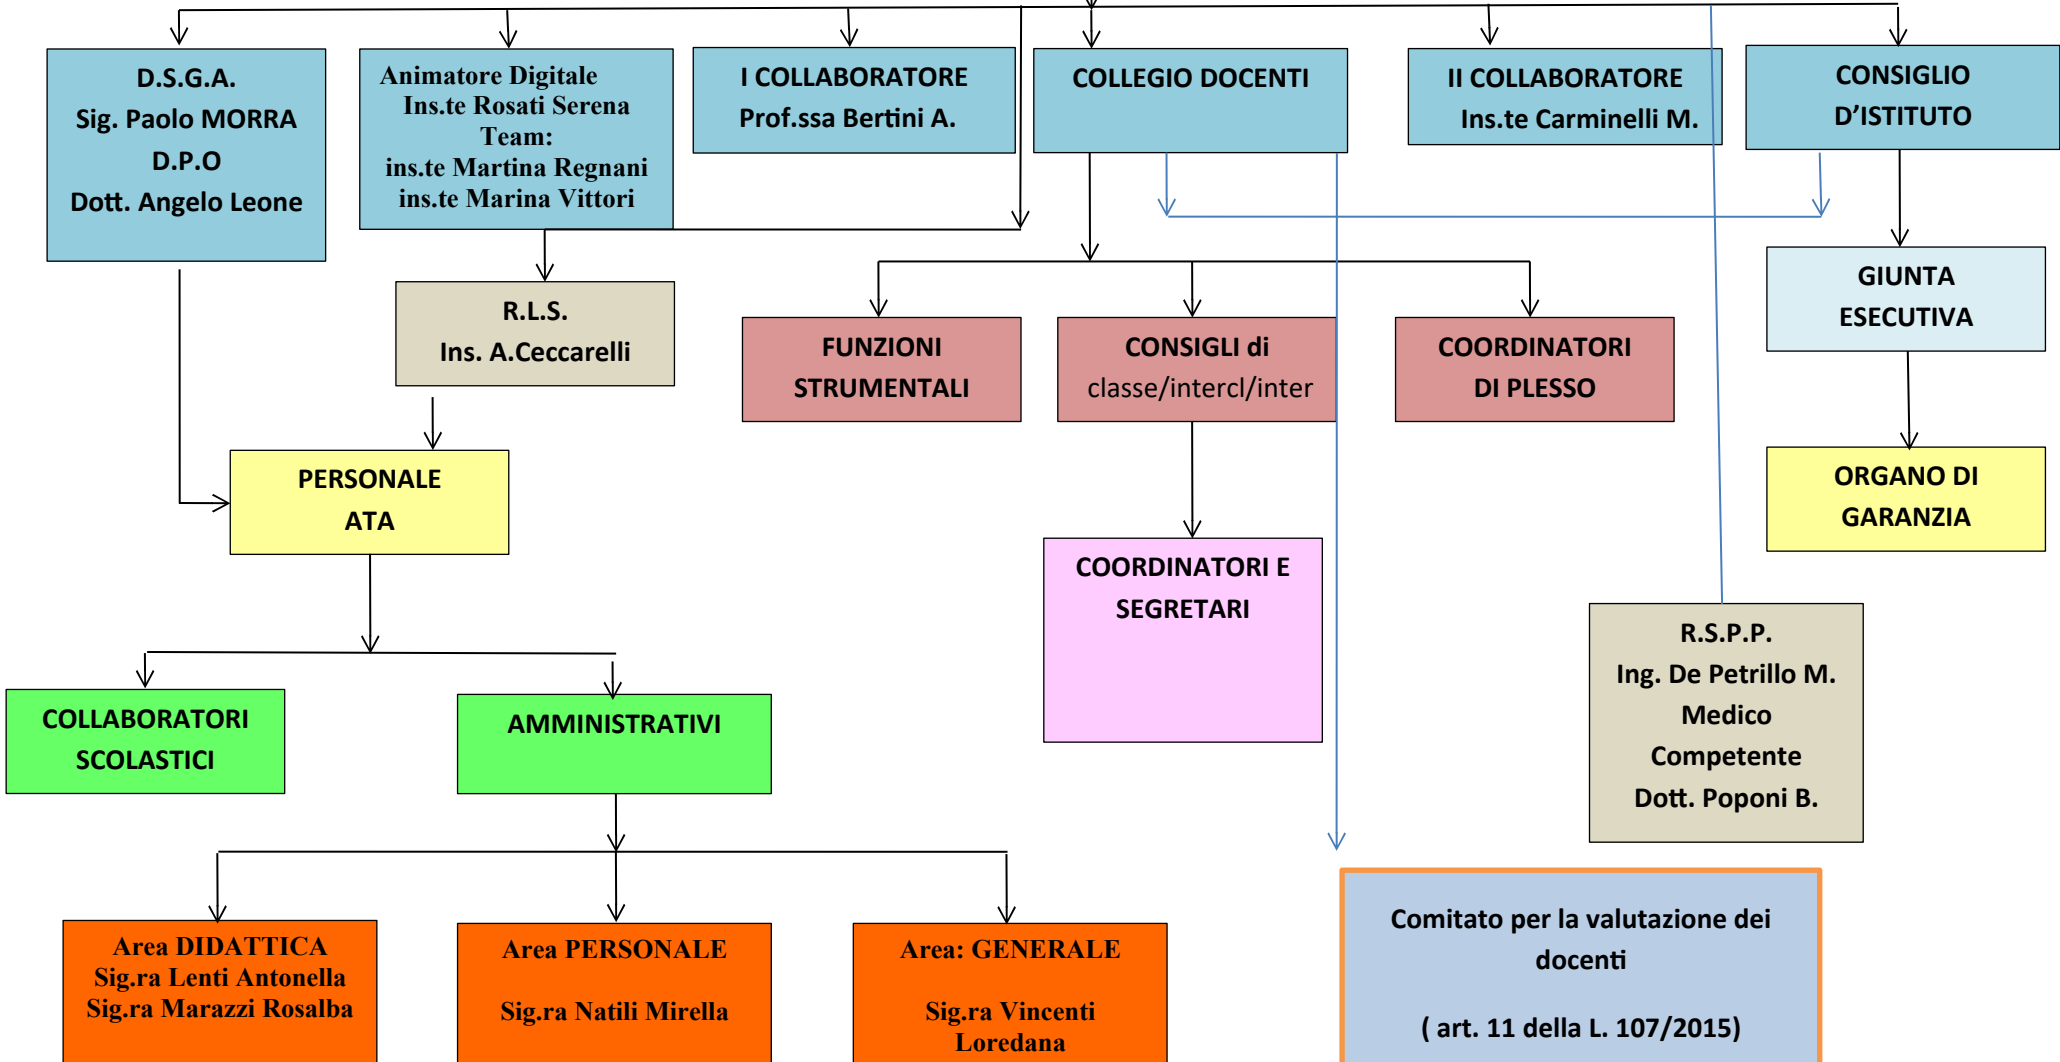 D.S.G.A.
Sig. Paolo MORRA
D.P.O
Dott. Angelo Leone
Animatore Digitale
Ins.te Rosati Serena
Team:
ins.te Martina Regnani
ins.te Marina Vittori
I COLLABORATORE
Prof.ssa Bertini A.
COLLEGIO DOCENTI
II COLLABORATORE
Ins.te Carminelli M.
CONSIGLIO
D’ISTITUTO
R.L.S.
Ins. A.Ceccarelli
FUNZIONI
STRUMENTALI
CONSIGLI di
classe/intercl/inter
COORDINATORI
DI PLESSO
GIUNTA
ESECUTIVA
PERSONALE
ATA
ORGANO DI
GARANZIA
COORDINATORI E
SEGRETARI
R.S.P.P.
Ing. De Petrillo M.
Medico
Competente
Dott. Poponi B.
COLLABORATORI
SCOLASTICI
AMMINISTRATIVI
Area DIDATTICA
Sig.ra Lenti Antonella
Sig.ra Marazzi Rosalba
Area PERSONALE
Sig.ra Natili Mirella
Area: GENERALE
Sig.ra Vincenti
Loredana
Comitato per la valutazione dei
docenti
( art. 11 della L. 107/2015)